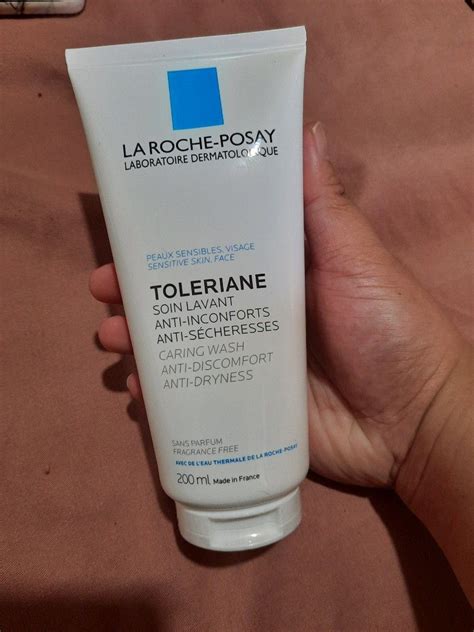 LA ROCHE-POSAY
LABORATOIRE DERMATOLOGIQUE
PEAUX SENSIBLES, VISAGE
SENSITIVE SKIN, FACE
TOLERIANE
SOIN LAVANT
ANTI-INCONFORTS
ANTI-SÉCHERESSES
CARING WASH
ANTI-DISCOMFORT
ANTI-DRYNESS
SANS PARFUM
FRAGRANCE FREE
AVEC DE L'EAU THERMALE DE LA ROCHE-POSAY
200 ml Made in France